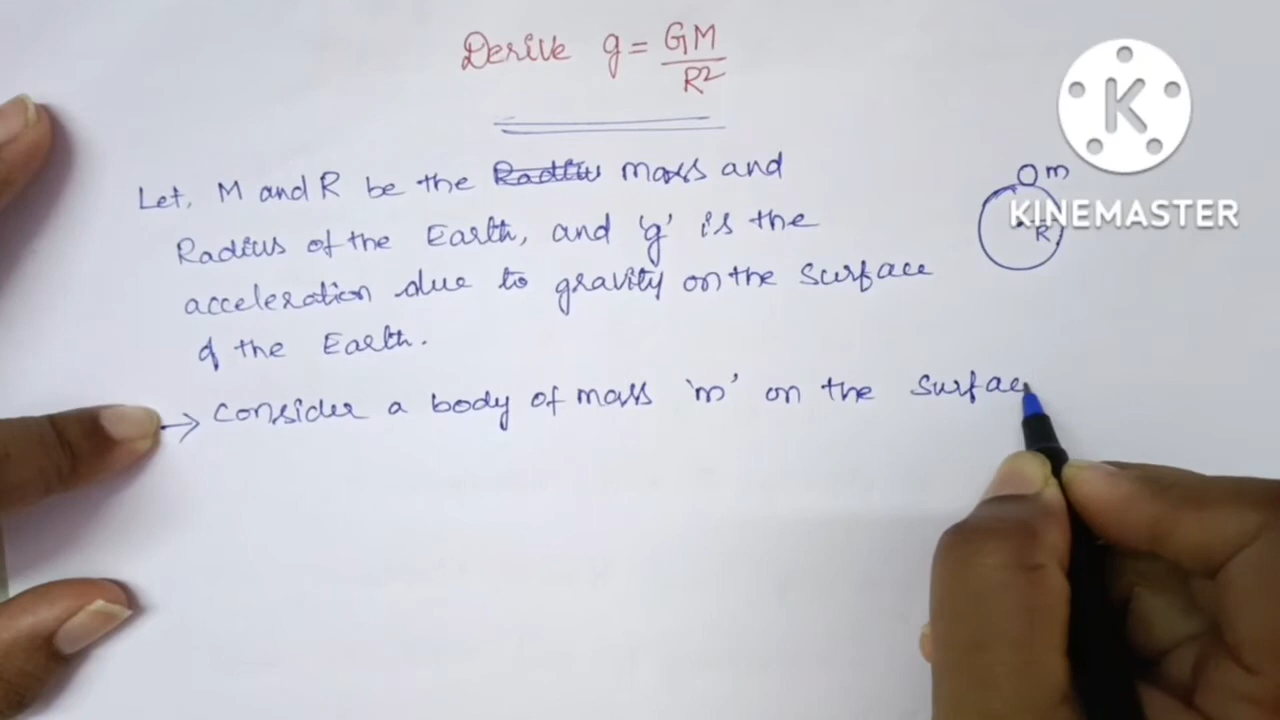 Derive g = GM/R²
Let, M and R be the Radius mass and
Radius of the Earth, and 'g' is the
acceleration due to gravity on the surface
of the Earth.
→ Consider a body of mass 'm' on the surfac
m
R
K
KINEMASTER